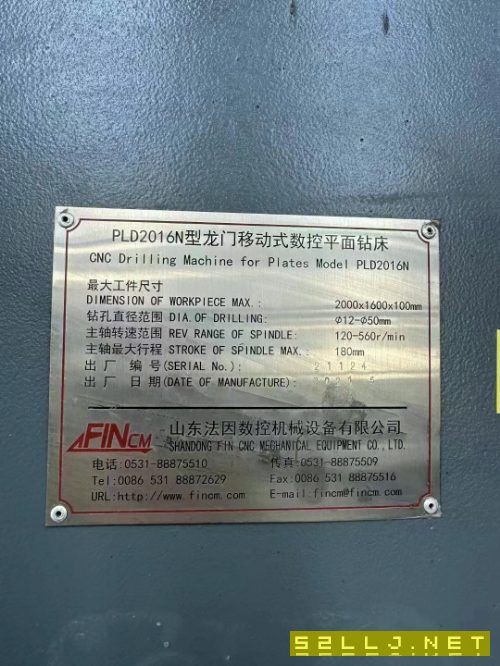 PLD2016N型龙门移动式数控平面钻床
CNC Drilling Machine for Plates Model PLD2016N
最大工件尺寸
DIMENSION OF WORKPIECE MAX.: 2000x1600x100mm
钻孔直径范围 DIA.OF DRILLING: Φ12-Φ50mm
主轴转速范围 REV RANGE OF SPINDLE: 120-560r/min
主轴最大行程 STROKE OF SPINDLE MAX.: 180mm
出厂编号(SERIAL No.): 21124
出厂日期(DATE OF MANUFACTURE):
FINCM 山东法因数控机械设备有限公司
SHANDONG FIN CNC MECHANICAL EQUIPMENT CO., LTD.
电话:0531-88875510 传真:0531-88875509
Tel:0086 531 88872629 Fax:0086 531 88875516
URL:http://www.fincm.com E-mail:fincm@fincm.com
52LLJ.NET